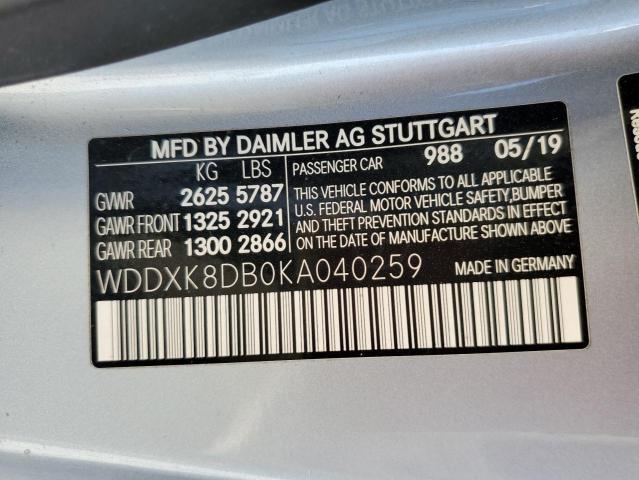 MFD BY DAIMLER AG STUTTGART
KG LBS
PASSENGER CAR 988 05/19
GVWR 2625 5787
GAWR FRONT 1325 2921
GAWR REAR 1300 2866
THIS VEHICLE CONFORMS TO ALL APPLICABLE
U.S. FEDERAL MOTOR VEHICLE SAFETY, BUMPER
AND THEFT PREVENTION STANDARDS IN EFFECT
ON THE DATE OF MANUFACTURE SHOWN ABOVE.
WDDXK8DB0KA040259
MADE IN GERMANY